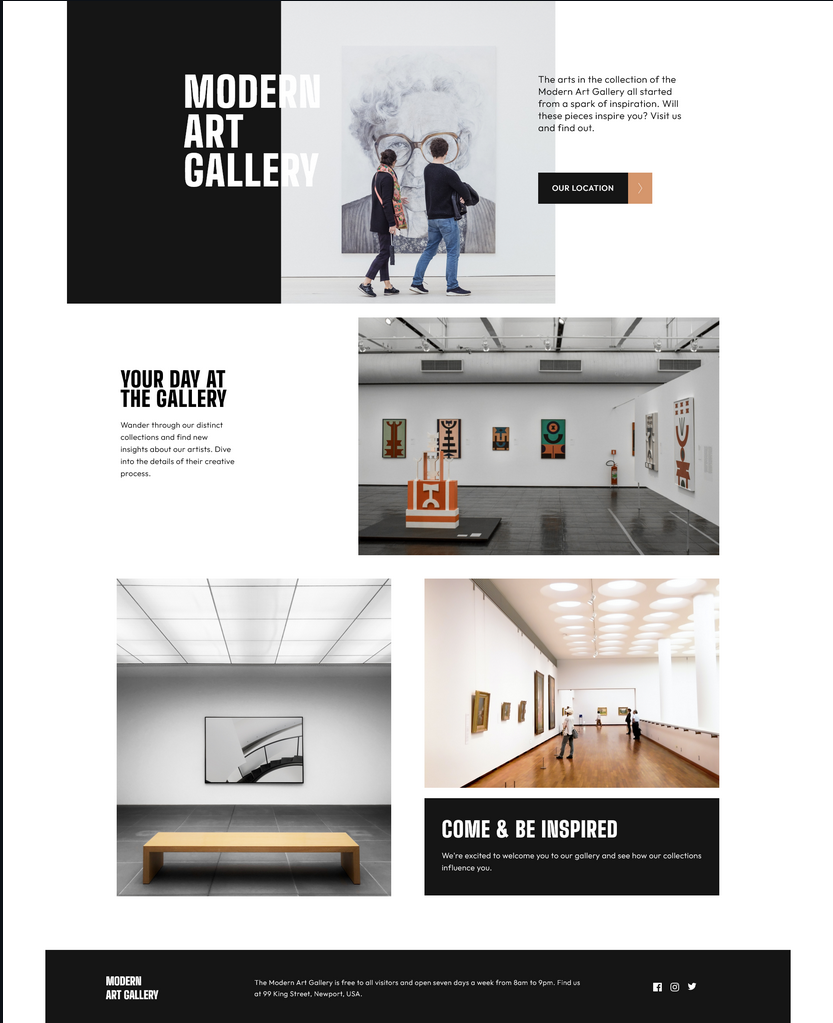 MODERN
ART
GALLERY
The arts in the collection of the
Modern Art Gallery all started
from a spark of inspiration. Will
these pieces inspire you? Visit us
and find out.
OUR LOCATION
YOUR DAY AT
THE GALLERY
Wander through our distinct
collections and find new
insights about our artists. Dive
into the details of their creative
process.
COME & BE INSPIRED
We're excited to welcome you to our gallery and see how our collections
influence you.
MODERN
ART GALLERY
The Modern Art Gallery is free to all visitors and open seven days a week from 8am to 9pm. Find us
at 99 King Street, Newport, USA.